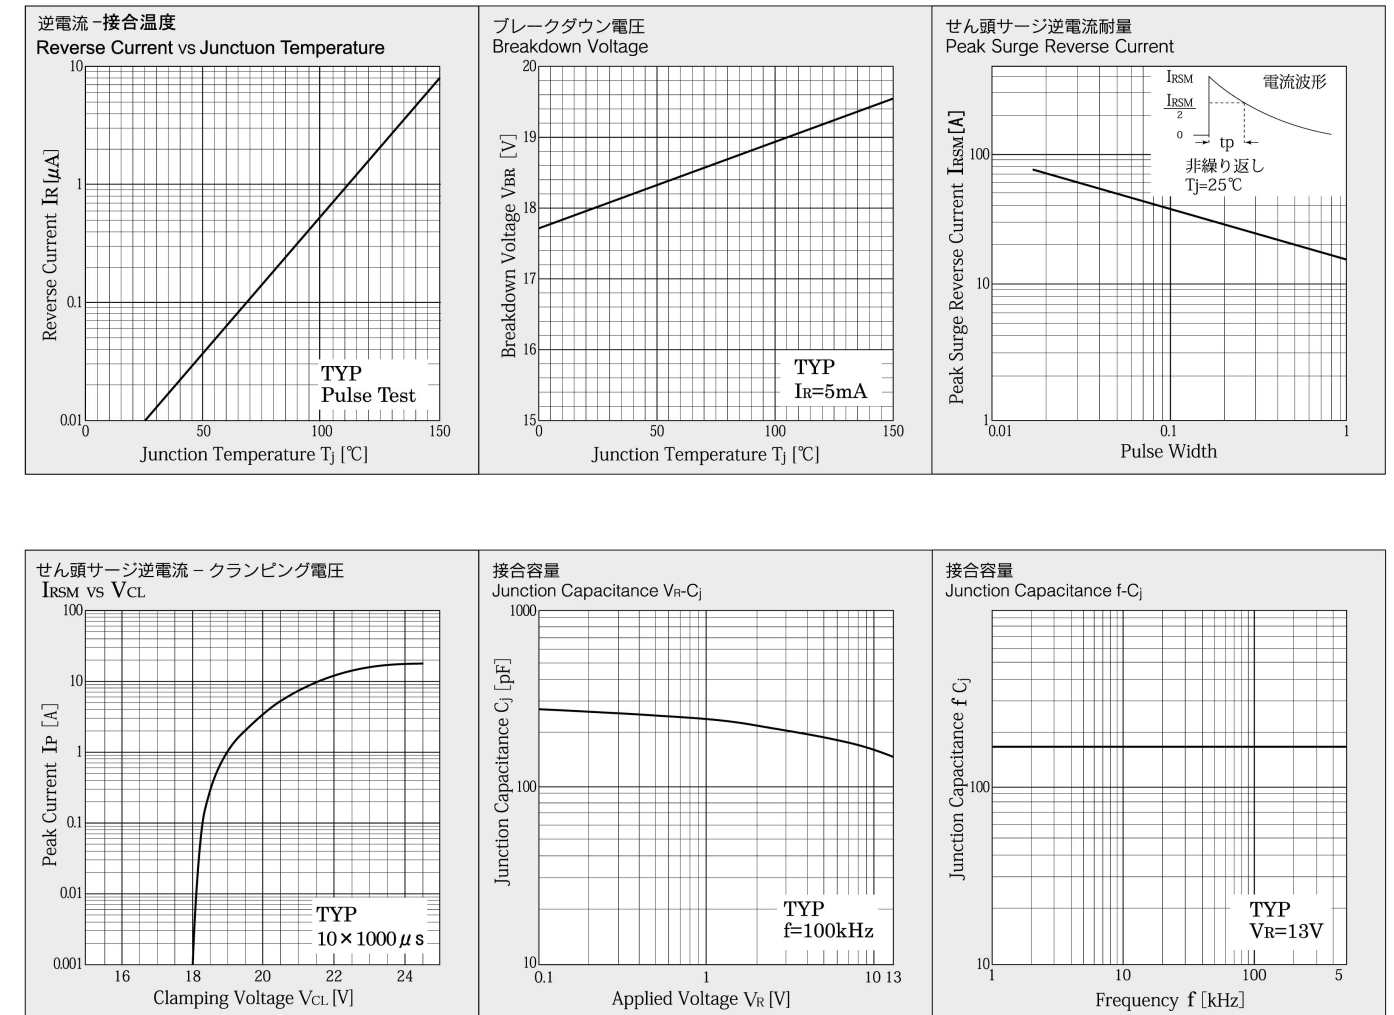 逆電流 –接合温度
Reverse Current vs Junctuon Temperature
10
1
0.1
0.01
Reverse Current IR [μA]
TYP
Pulse Test
0 50 100 150
Junction Temperature Tj [℃]
ブレークダウン電圧
Breakdown Voltage
20
19
18
17
16
15
Breakdown Voltage VBR [V]
TYP
IR=5mA
0 50 100 150
Junction Temperature Tj [℃]
せん頭サージ逆電流耐量
Peak Surge Reverse Current
100
10
1
Peak Surge Reverse Current IRSM [A]
IRSM
IRSM
2
0
tp
電流波形
非繰り返し
Tj=25℃
0.01 0.1 1
Pulse Width
せん頭サージ逆電流 – クランピング電圧
IRSM vs VCL
100
10
1
0.1
0.01
0.001
Peak Current IP [A]
TYP
10×1000μs
16 18 20 22 24
Clamping Voltage VCL [V]
接合容量
Junction Capacitance VR-Cj
1000
100
10
Junction Capacitance Cj [pF]
TYP
f=100kHz
0.1 1 10 13
Applied Voltage VR [V]
接合容量
Junction Capacitance f-Cj
100
10
Junction Capacitance f Cj
TYP
VR=13V
1 10 100 5
Frequency f [kHz]